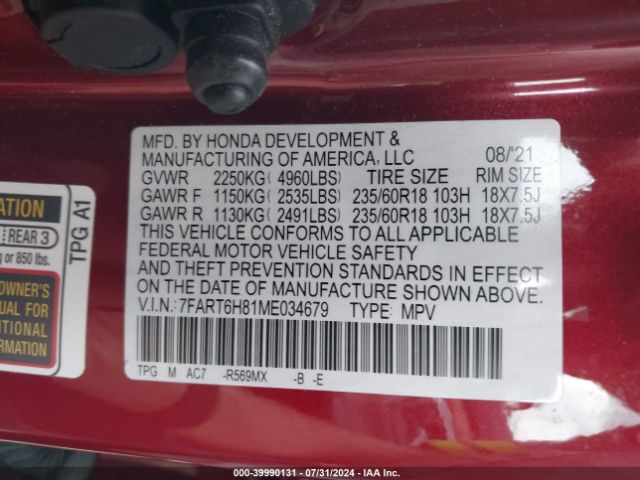 MFD. BY HONDA DEVELOPMENT &
MANUFACTURING OF AMERICA, LLC 08/'21
GVWR 2250KG ( 4960LBS) TIRE SIZE RIM SIZE
GAWR F 1150KG ( 2535LBS) 235/60R18 103H 18X7.5J
GAWR R 1130KG ( 2491LBS) 235/60R18 103H 18X7.5J
THIS VEHICLE CONFORMS TO ALL APPLICABLE
FEDERAL MOTOR VEHICLE SAFETY
AND THEFT PREVENTION STANDARDS IN EFFECT
ON THE DATE OF MANUFACTURE SHOWN ABOVE.
V.I.N.: 7FART6H81ME034679 TYPE: MPV
TPG M AC7 -R569MX -B -E
ATION
REAR 3
g or 850 lbs.
TPG A1
OWNER'S
UAL FOR
ITIONAL
RMATION
000-39990131 - 07/31/2024 - IAA Inc.